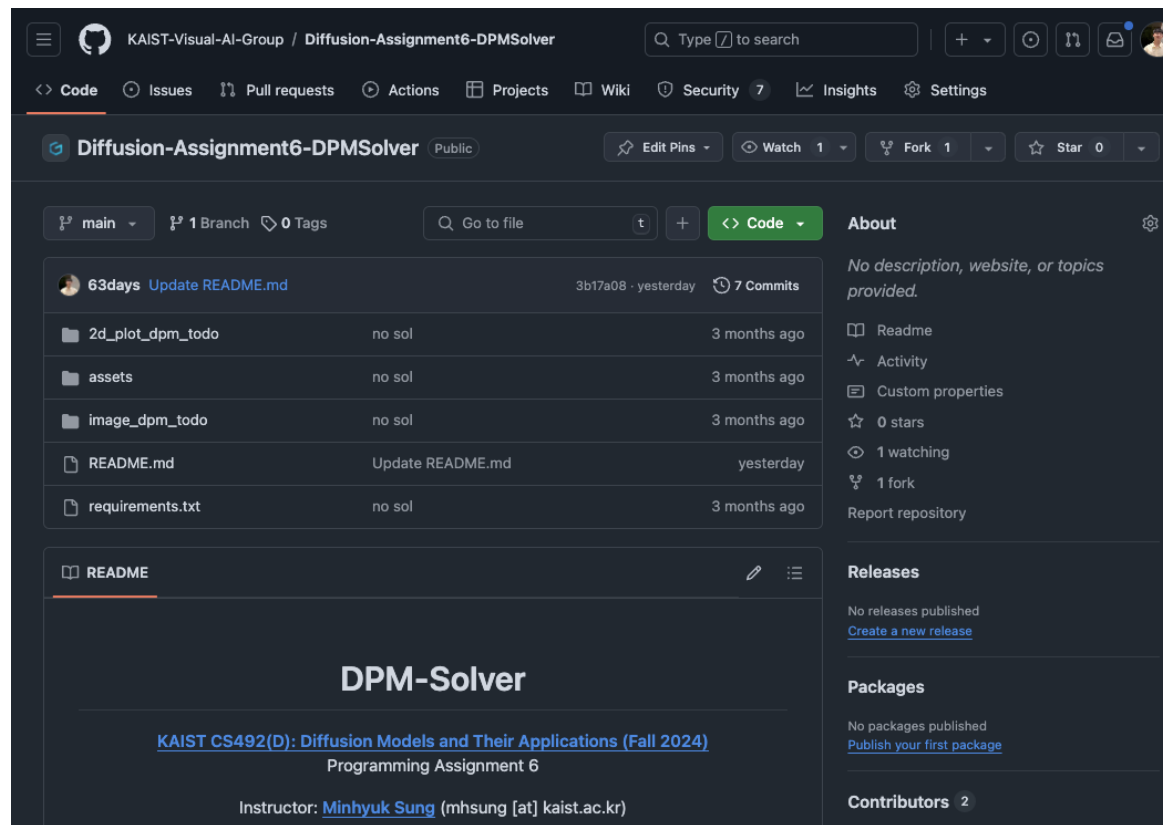 KAIST-Visual-AI-Group / Diffusion-Assignment6-DPMSolver
Type / to search
Code Issues Pull requests Actions Projects Wiki Security 7 Insights Settings
Diffusion-Assignment6-DPMSolver Public
Edit Pins Watch 1 Fork 1 Star 0
main 1 Branch 0 Tags Go to file t + Code
63days Update README.md 3b17a08 · yesterday 7 Commits
2d_plot_dpm_todo no sol 3 months ago
assets no sol 3 months ago
image_dpm_todo no sol 3 months ago
README.md Update README.md yesterday
requirements.txt no sol 3 months ago
README
DPM-Solver
KAIST CS492(D): Diffusion Models and Their Applications (Fall 2024)
Programming Assignment 6
Instructor: Minhyuk Sung (mhsung [at] kaist.ac.kr)
About
No description, website, or topics
provided.
Readme
Activity
Custom properties
0 stars
1 watching
1 fork
Report repository
Releases
No releases published
Create a new release
Packages
No packages published
Publish your first package
Contributors 2